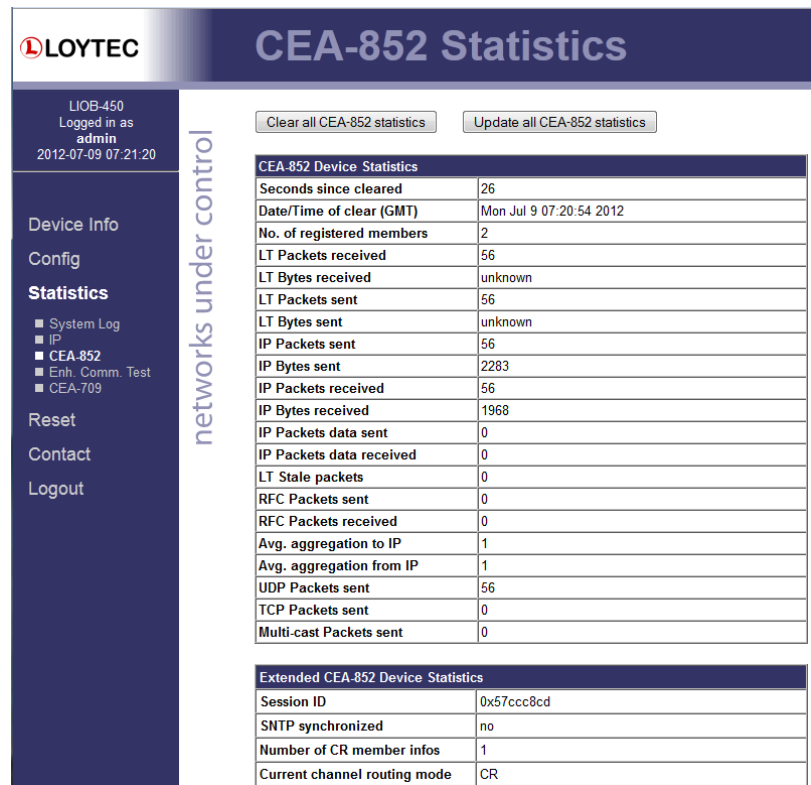 LOYTEC
CEA-852 Statistics
LIOB-450
Logged in as
admin
2012-07-09 07:21:20
Device Info
Config
Statistics
System Log
IP
CEA-852
Enh. Comm. Test
CEA-709
Reset
Contact
Logout
networks under control
Clear all CEA-852 statistics Update all CEA-852 statistics
CEA-852 Device Statistics
Seconds since cleared 26
Date/Time of clear (GMT) Mon Jul 9 07:20:54 2012
No. of registered members 2
LT Packets received 56
LT Bytes received unknown
LT Packets sent 56
LT Bytes sent unknown
IP Packets sent 56
IP Bytes sent 2283
IP Packets received 56
IP Bytes received 1968
IP Packets data sent 0
IP Packets data received 0
LT Stale packets 0
RFC Packets sent 0
RFC Packets received 0
Avg. aggregation to IP 1
Avg. aggregation from IP 1
UDP Packets sent 56
TCP Packets sent 0
Multi-cast Packets sent 0
Extended CEA-852 Device Statistics
Session ID 0x57ccc8cd
SNTP synchronized no
Number of CR member infos 1
Current channel routing mode CR